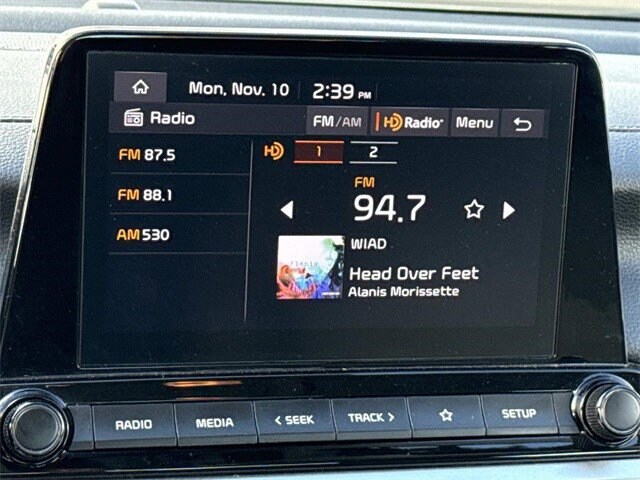 Mon, Nov. 10 2:39 PM
Radio FM/AM HD Radio Menu
FM 87.5
FM 88.1
AM 530
HD 1 2
FM
94.7
WIAD
Head Over Feet
Alanis Morissette
RADIO MEDIA < SEEK TRACK > SETUP